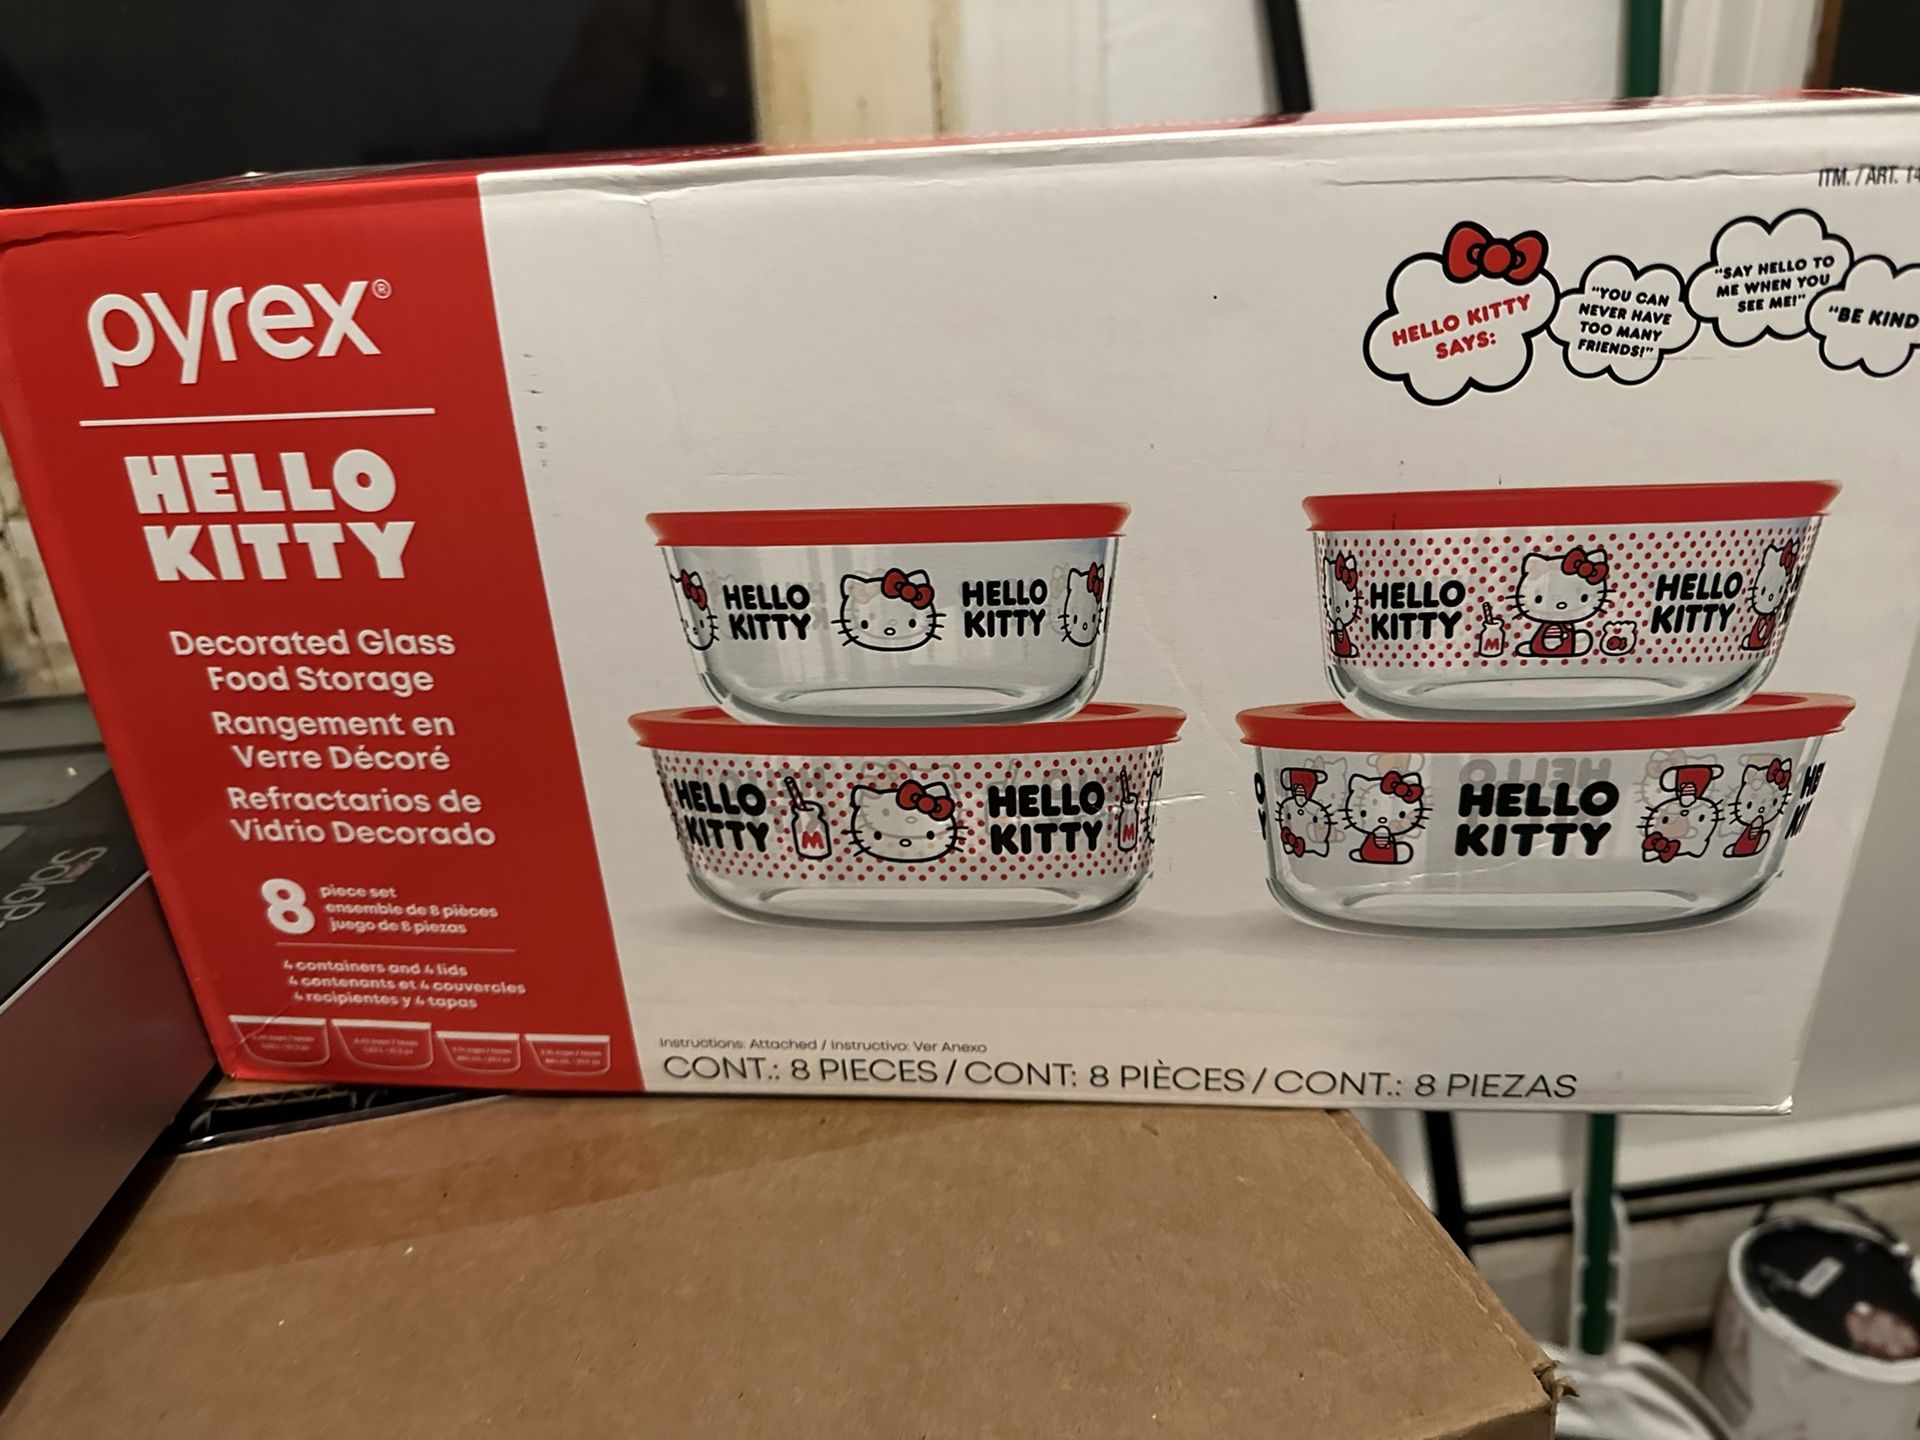 ITM. / ART. 14
pyrex®
HELLO
KITTY
Decorated Glass
Food Storage
Rangement en
Verre Décoré
Refractarios de
Vidrio Decorado
8
piece set
ensemble de 8 pièces
juego de 8 piezas
4 containers and 4 lids
4 contenants et 4 couvercles
4 recipientes y 4 tapas
HELLO KITTY
SAYS:
"YOU CAN
NEVER HAVE
TOO MANY
FRIENDS!"
"SAY HELLO TO
ME WHEN YOU
SEE ME!"
"BE KIND
HELLO
KITTY
HELLO
KITTY
HELLO
KITTY
M
HELLO
KITTY
HELLO
KITTY
M
HELLO
KITTY
M
HELLO
KITTY
Instructions: Attached / Instructivo: Ver Anexo
CONT.: 8 PIECES / CONT: 8 PIÈCES / CONT.: 8 PIEZAS